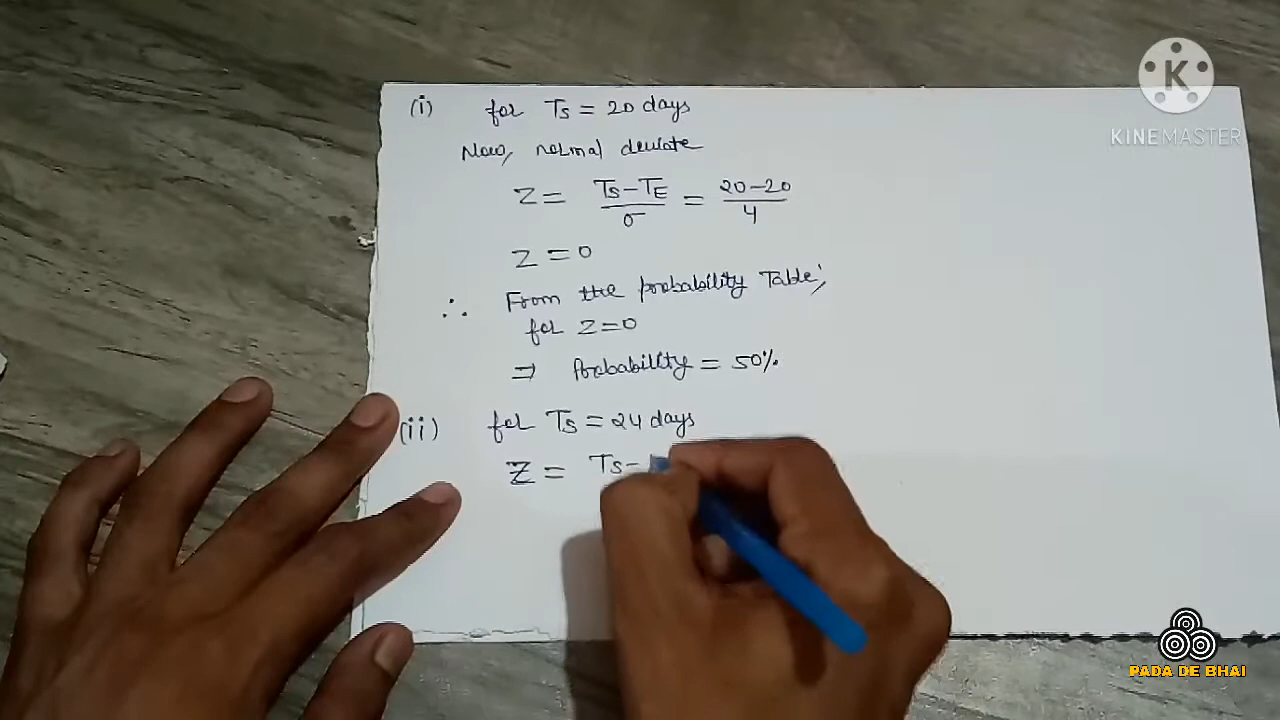 (i) for Ts = 20 days
Now, normal deviate
Z = Ts - TE / σ = 20-20 / 4
Z = 0
∴ From the probability Table,
for Z = 0
⇒ Probability = 50%
(ii) for Ts = 24 days
Z = Ts -
K
KINEMASTER
PADA DE BHAI